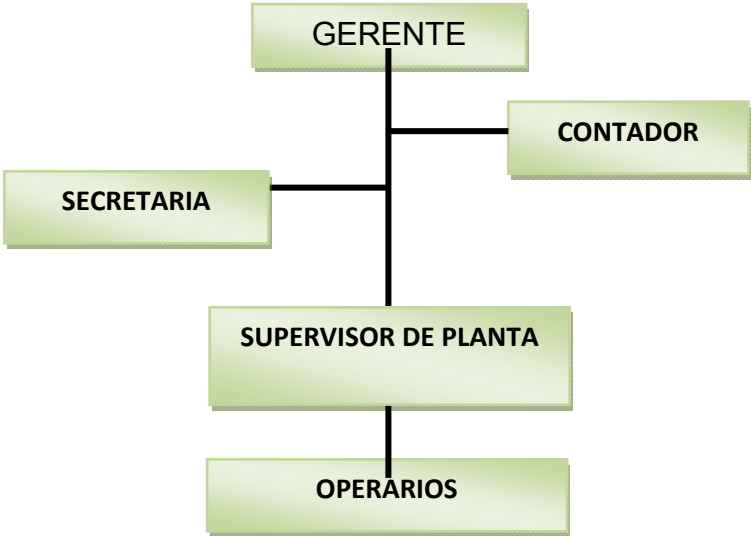 GERENTE
CONTADOR
SECRETARIA
SUPERVISOR DE PLANTA
OPERARIOS